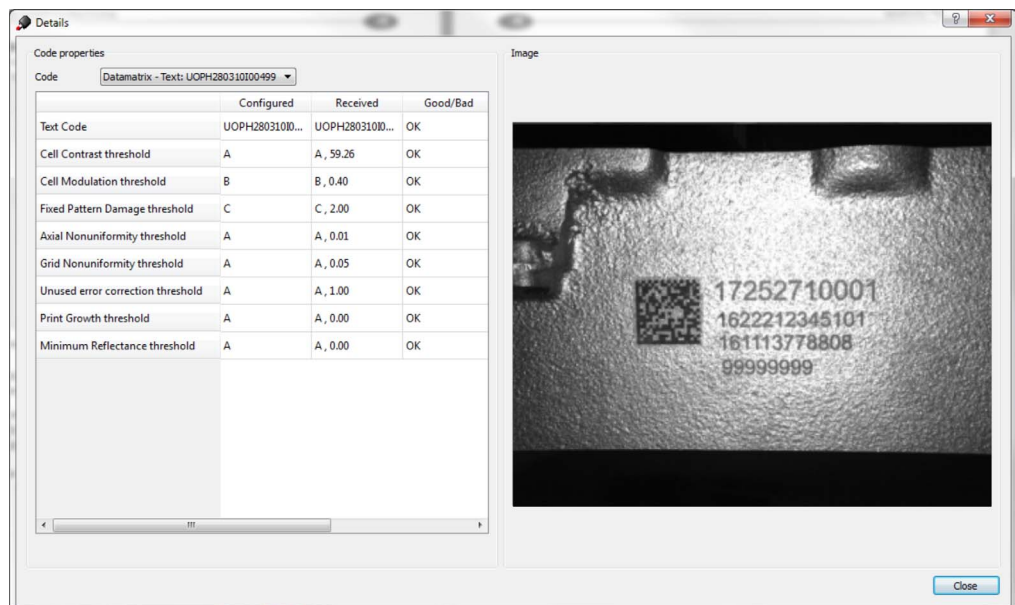 Details
Code properties
Code Datamatrix - Text: UOPH280310I00499
Configured Received Good/Bad
Text Code UOPH280310I0... UOPH280310I0... OK
Cell Contrast threshold A A , 59.26 OK
Cell Modulation threshold B B , 0.40 OK
Fixed Pattern Damage threshold C C , 2.00 OK
Axial Nonuniformity threshold A A , 0.01 OK
Grid Nonuniformity threshold A A , 0.05 OK
Unused error correction threshold A A , 1.00 OK
Print Growth threshold A A , 0.00 OK
Minimum Reflectance threshold A A , 0.00 OK
Image
17252710001
1622212345101
161113778808
99999999
Close